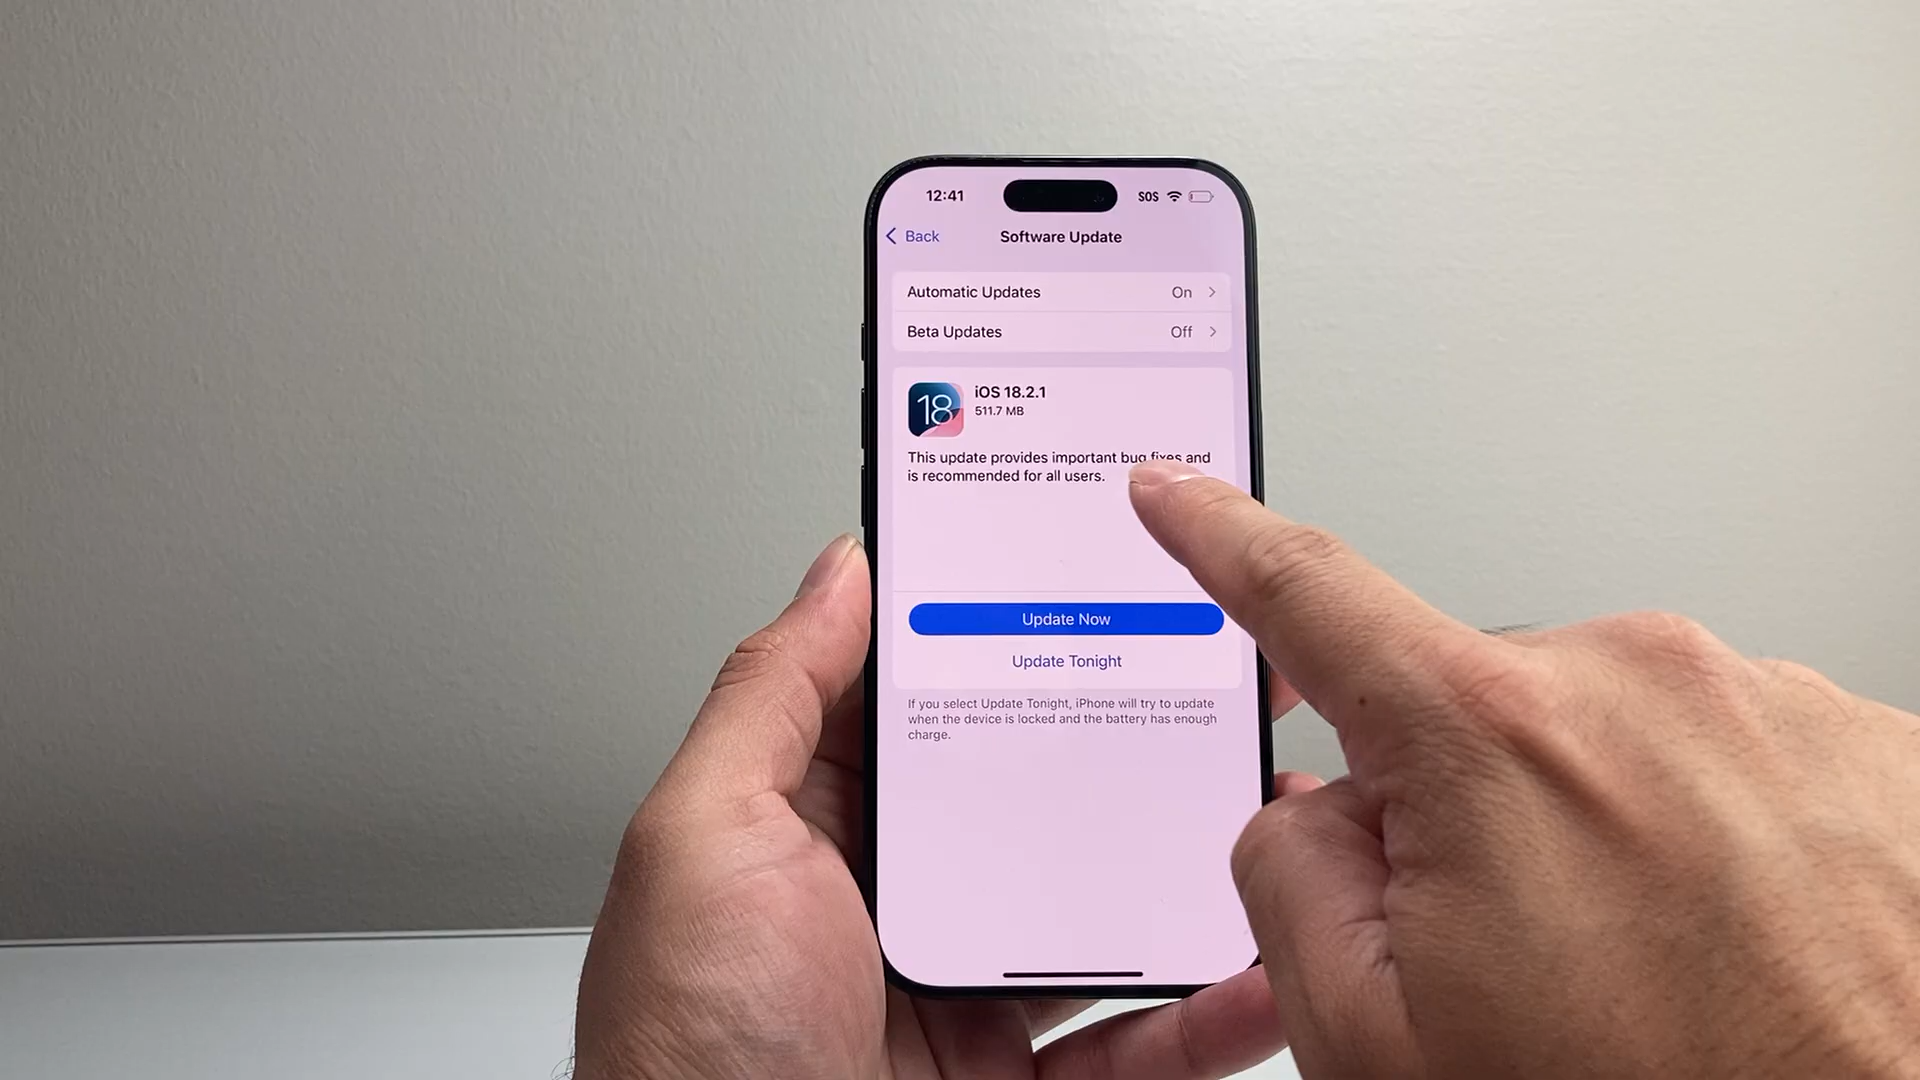 12:41 SOS
Back Software Update
Automatic Updates On
Beta Updates Off
18
iOS 18.2.1
511.7 MB
This update provides important bug fixes and
is recommended for all users.
Update Now
Update Tonight
If you select Update Tonight, iPhone will try to update
when the device is locked and the battery has enough
charge.